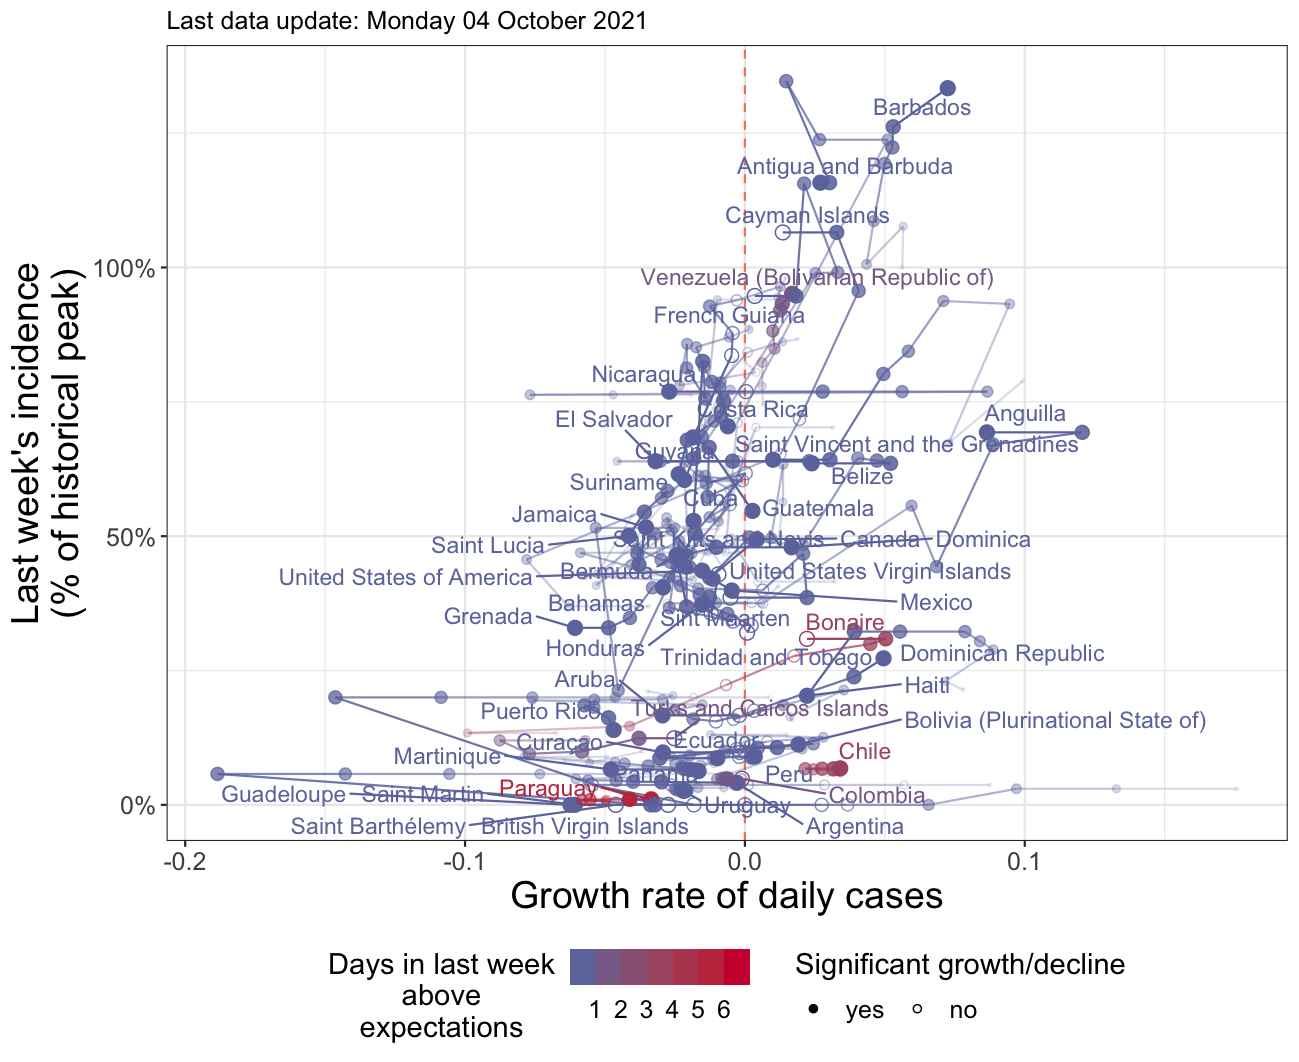 Last data update: Monday 04 October 2021
Last week's incidence
(% of historical peak)
100%
50%
0%
Barbados
Antigua and Barbuda
Cayman Islands
Venezuela (Bolivarian Republic of)
French Guiana
Nicaragua
Costa Rica
Anguilla
El Salvador
Saint Vincent and the Grenadines
Guyana
Belize
Suriname
Cuba
Guatemala
Jamaica
Saint Kitts and Nevis
Canada
Dominica
Saint Lucia
United States of America
Bermuda
United States Virgin Islands
Bahamas
Mexico
Grenada
Sint Maarten
Bonaire
Honduras
Trinidad and Tobago
Dominican Republic
Aruba
Haiti
Puerto Rico
Turks and Caicos Islands
Bolivia (Plurinational State of)
Curaçao
Ecuador
Chile
Martinique
Panama
Peru
Paraguay
Colombia
Guadeloupe
Saint Martin
Uruguay
Saint Barthélemy
British Virgin Islands
Argentina
-0.2
-0.1
0.0
0.1
Growth rate of daily cases
Days in last week
above
expectations
1 2 3 4 5 6
Significant growth/decline
yes
no